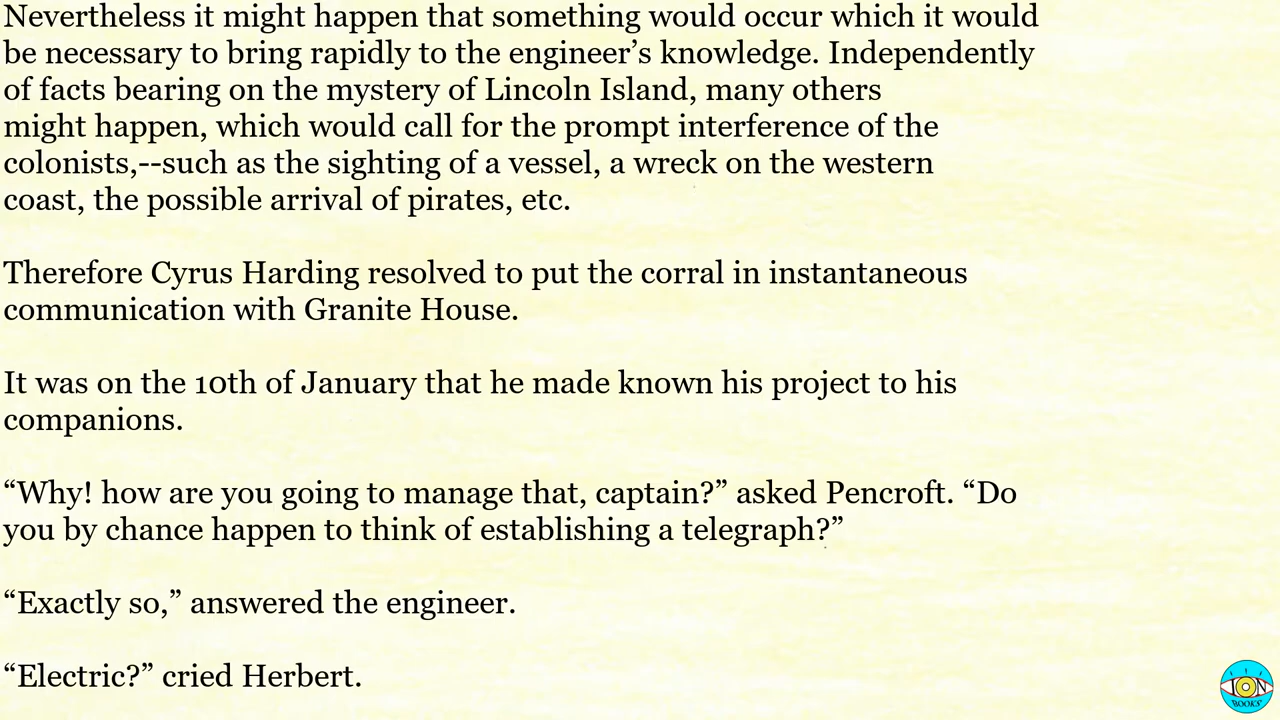 Nevertheless it might happen that something would occur which it would
be necessary to bring rapidly to the engineer’s knowledge. Independently
of facts bearing on the mystery of Lincoln Island, many others
might happen, which would call for the prompt interference of the
colonists,--such as the sighting of a vessel, a wreck on the western
coast, the possible arrival of pirates, etc.
Therefore Cyrus Harding resolved to put the corral in instantaneous
communication with Granite House.
It was on the 10th of January that he made known his project to his
companions.
“Why! how are you going to manage that, captain?” asked Pencroft. “Do
you by chance happen to think of establishing a telegraph?”
“Exactly so,” answered the engineer.
“Electric?” cried Herbert.
ION
BOOKS